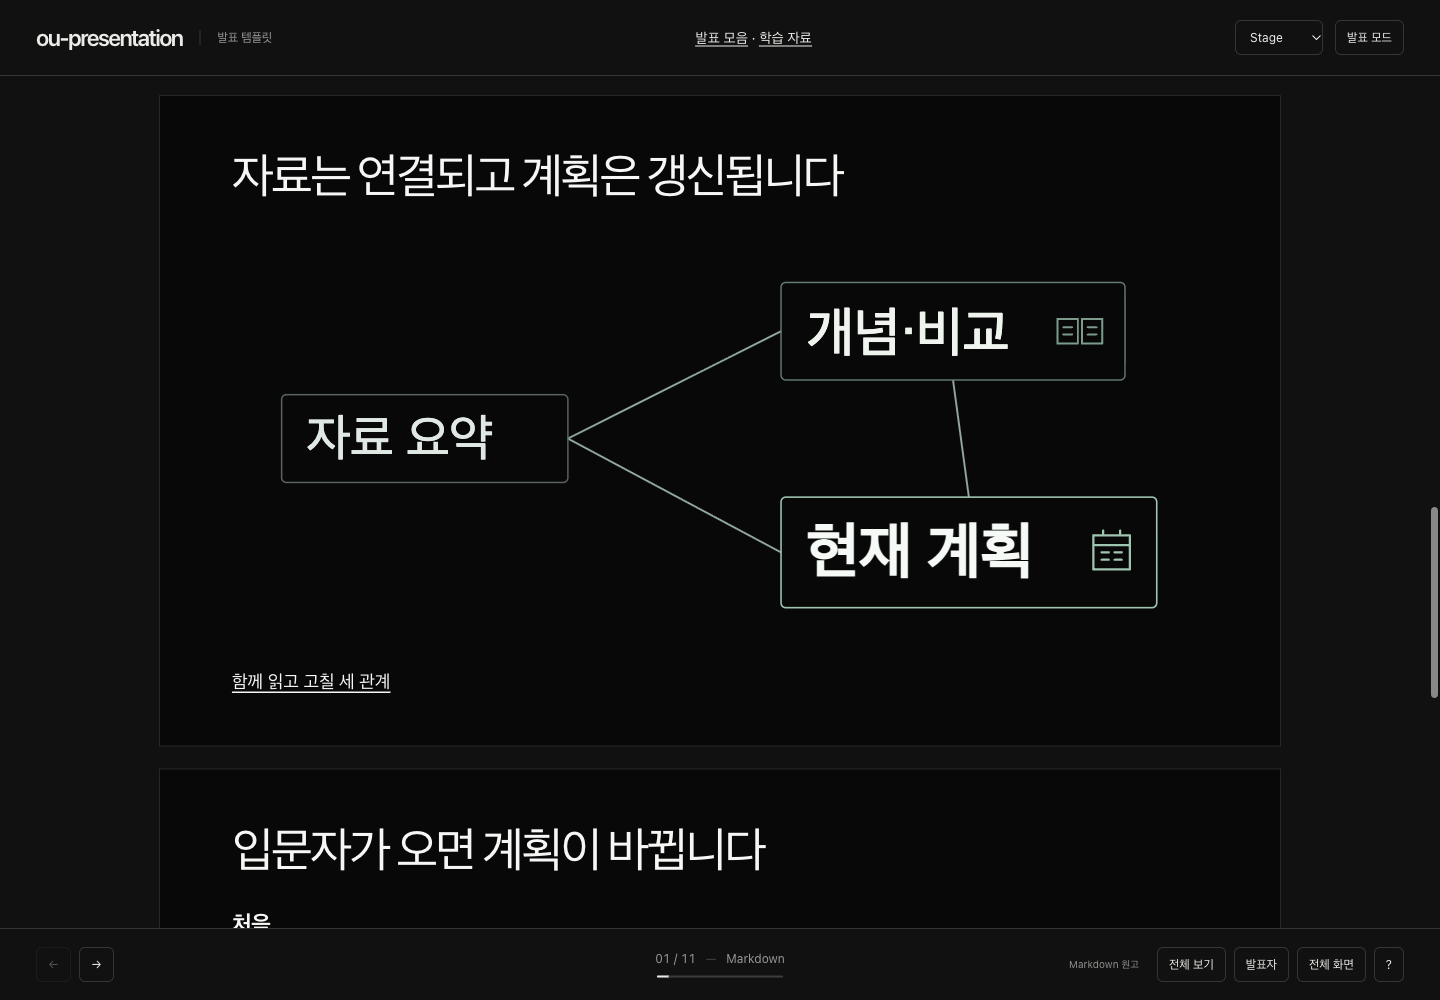 ou-presentation
발표 템플릿
발표 모음 · 학습 자료
Stage
발표 모드
자료는 연결되고 계획은 갱신됩니다
개념·비교
자료 요약
현재 계획
함께 읽고 고칠 세 관계
입문자가 오면 계획이 바뀝니다
처음
←
→
01 / 11 — Markdown
Markdown 원고
전체 보기
발표자
전체 화면
?